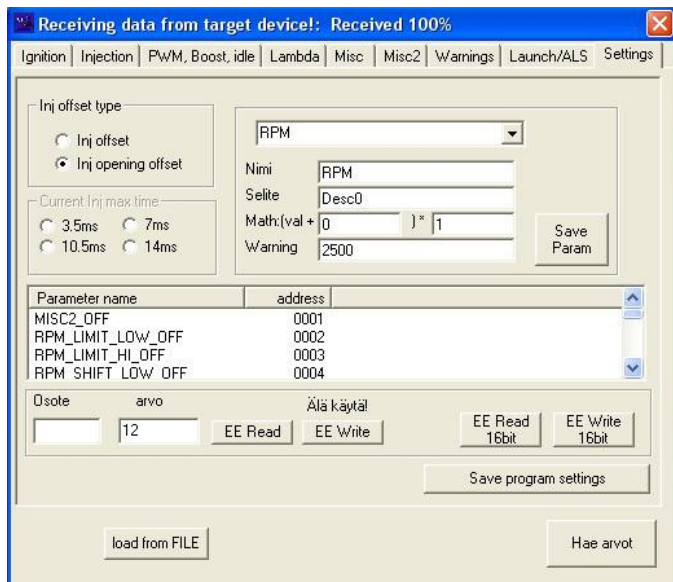 Receiving data from target device!: Received 100%
Ignition Injection PWM, Boost, idle Lambda Misc Misc2 Warnings Launch/ALS Settings
Inj offset type
Inj offset
Inj opening offset
Current Inj max time
3.5ms 7ms
10.5ms 14ms
RPM
Nimi RPM
Selite Desc0
Math:(val + 0 )* 1
Warning 2500
Save
Param
Parameter name address
MISC2_OFF 0001
RPM_LIMIT_LOW_OFF 0002
RPM_LIMIT_HI_OFF 0003
RPM_SHIFT_LOW_OFF 0004
Osote arvo Älä käytä!
12 EE Read EE Write
EE Read
16bit
EE Write
16bit
Save program settings
load from FILE Hae arvot